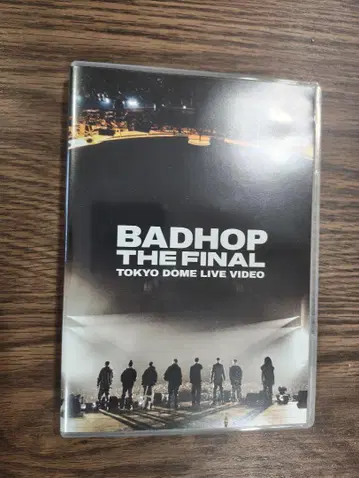 BADHOP
THE FINAL
TOKYO DOME LIVE VIDEO